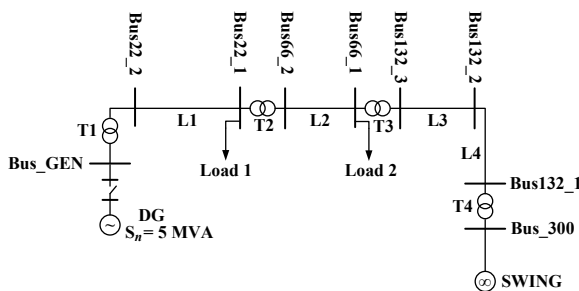 Bus22_2
Bus22_1
Bus66_2
Bus66_1
Bus132_3
Bus132_2
L1
T2
L2
T3
L3
T1
L4
Bus_GEN
Load 1
Load 2
Bus132_1
T4
Bus_300
DG
Sn= 5 MVA
~
∞
SWING